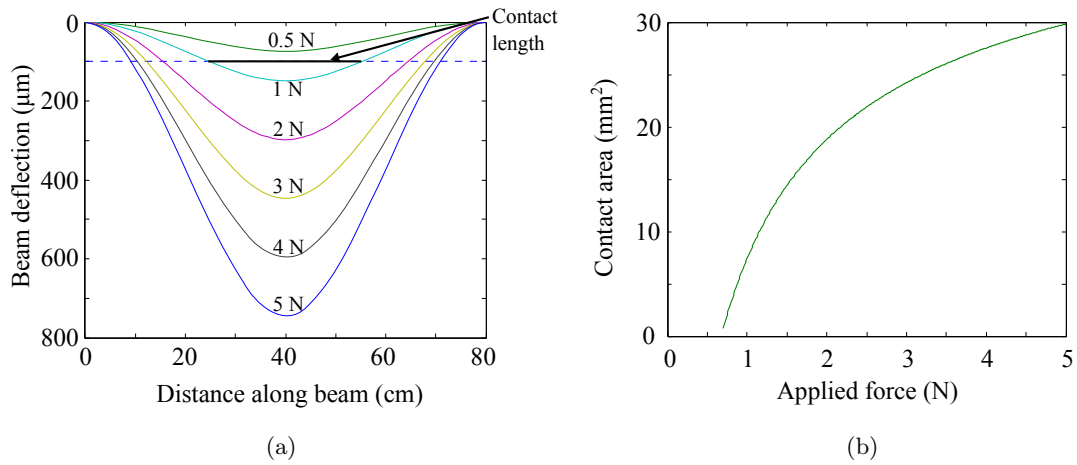 Contact
length
0
200
400
600
800
Beam deflection (μm)
0.5 N
1 N
2 N
3 N
4 N
5 N
0 20 40 60 80
Distance along beam (cm)
(a)
30
20
10
0
Contact area (mm²)
0 1 2 3 4 5
Applied force (N)
(b)